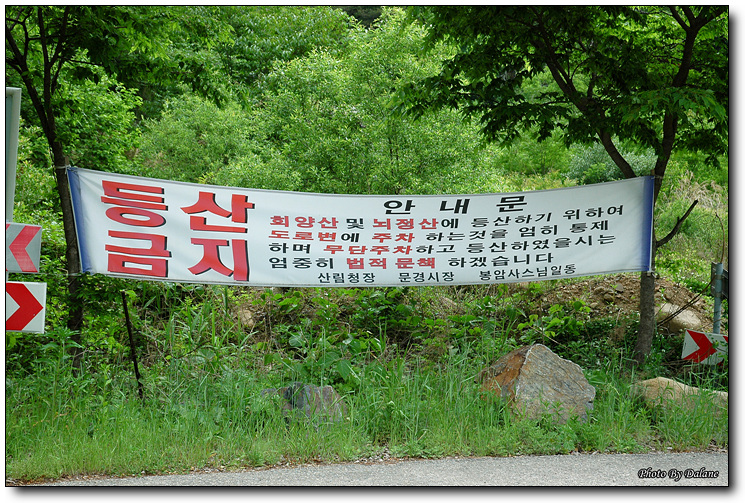 등산
금지
안내문
희양산 및 뇌정산에 등산하기 위하여
도로변에 주차 하는것을 엄히 통제
하며 무단주차하고 등산하였을시는
엄중히 법적 문책 하겠습니다
산림청장 문경시장 봉암사스님일동
Photo By Dalane